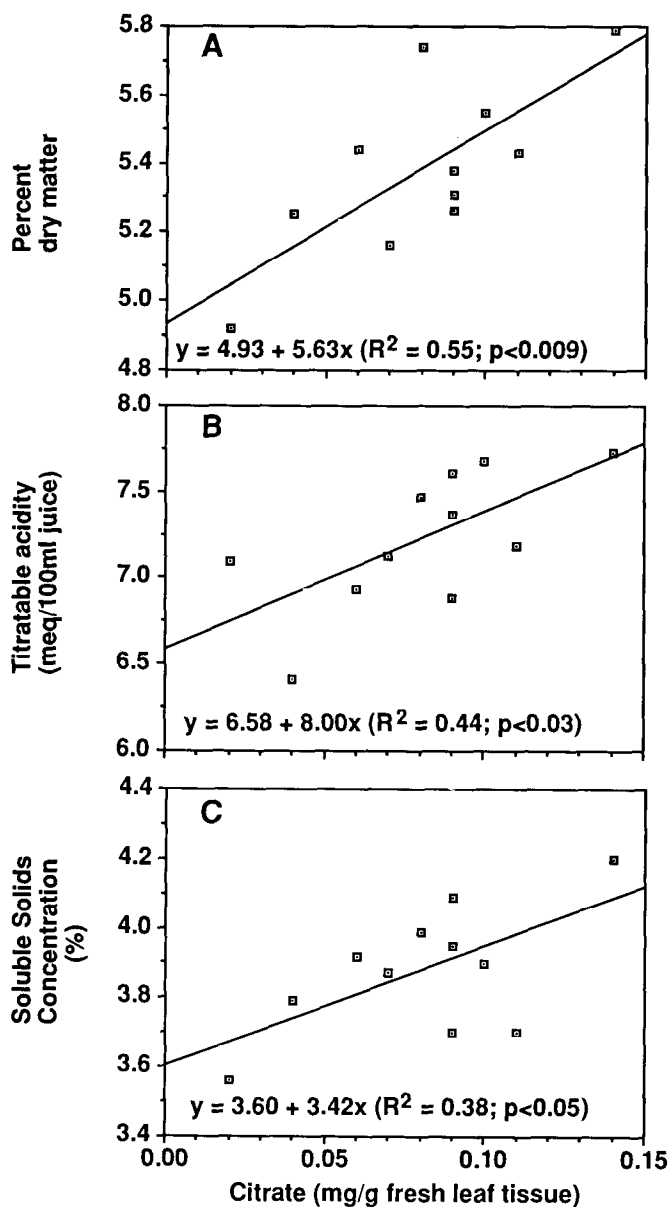 A
5.8
5.6
5.4
5.2
5.0
4.8
Percent
dry matter
y = 4.93 + 5.63x (R² = 0.55; p<0.009)
B
8.0
7.5
7.0
6.5
6.0
Titratable acidity
(meq/100ml juice)
y = 6.58 + 8.00x (R² = 0.44; p<0.03)
C
4.4
4.2
4.0
3.8
3.6
3.4
Soluble Solids
Concentration
(%)
y = 3.60 + 3.42x (R² = 0.38; p<0.05)
0.00 0.05 0.10 0.15
Citrate (mg/g fresh leaf tissue)